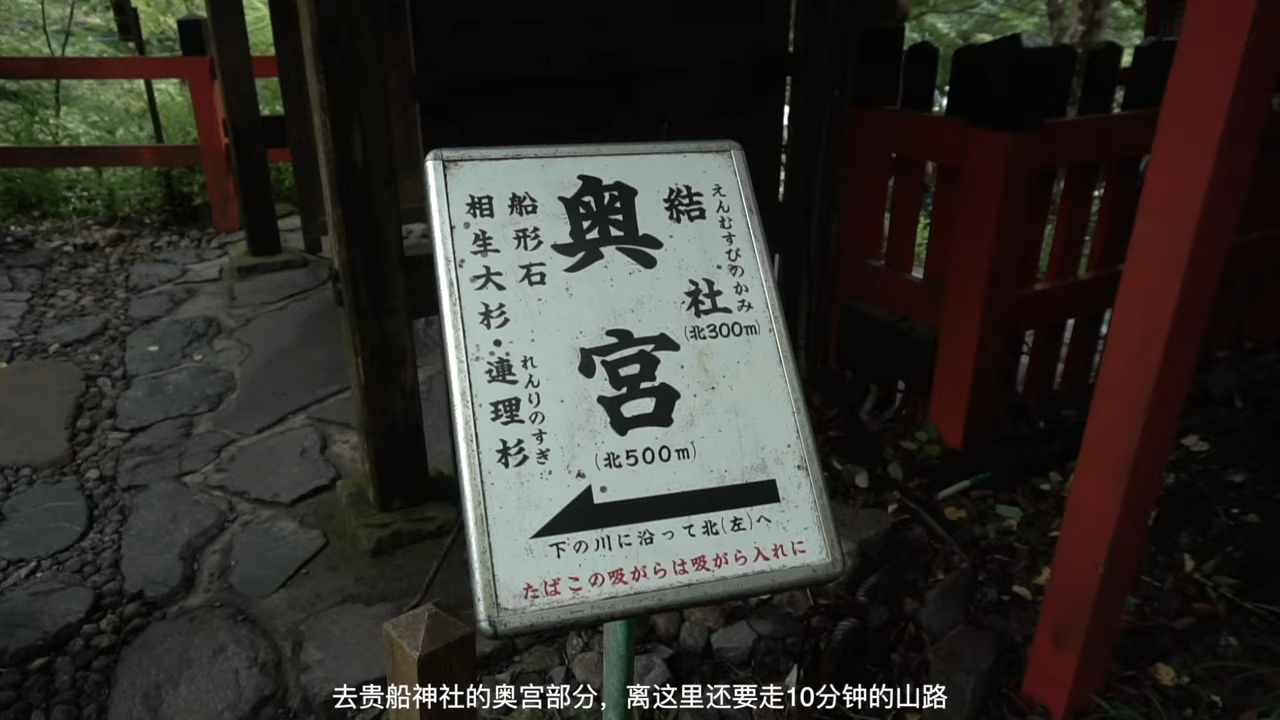 結社
えんむすびのかみ
(北300m)
奥宮
(北500m)
船形石
相生大杉・連理杉
れんりのすぎ
下の川に沿って北(左)へ
たばこの吸がらは吸がら入れに
去贵船神社的奥宫部分，离这里还要走10分钟的山路